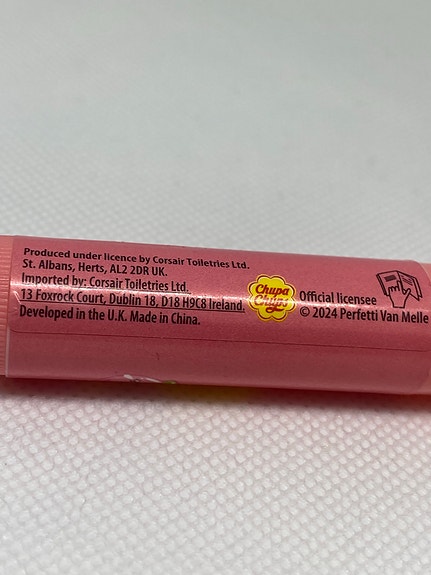 Produced under licence by Corsair Toiletries Ltd.
St. Albans, Herts, AL2 2DR UK.
Imported by: Corsair Toiletries Ltd.
13 Foxrock Court, Dublin 18, D18 H9C8 Ireland.
Developed in the U.K. Made in China.
Chupa
Chups
Official licensee
© 2024 Perfetti Van Melle